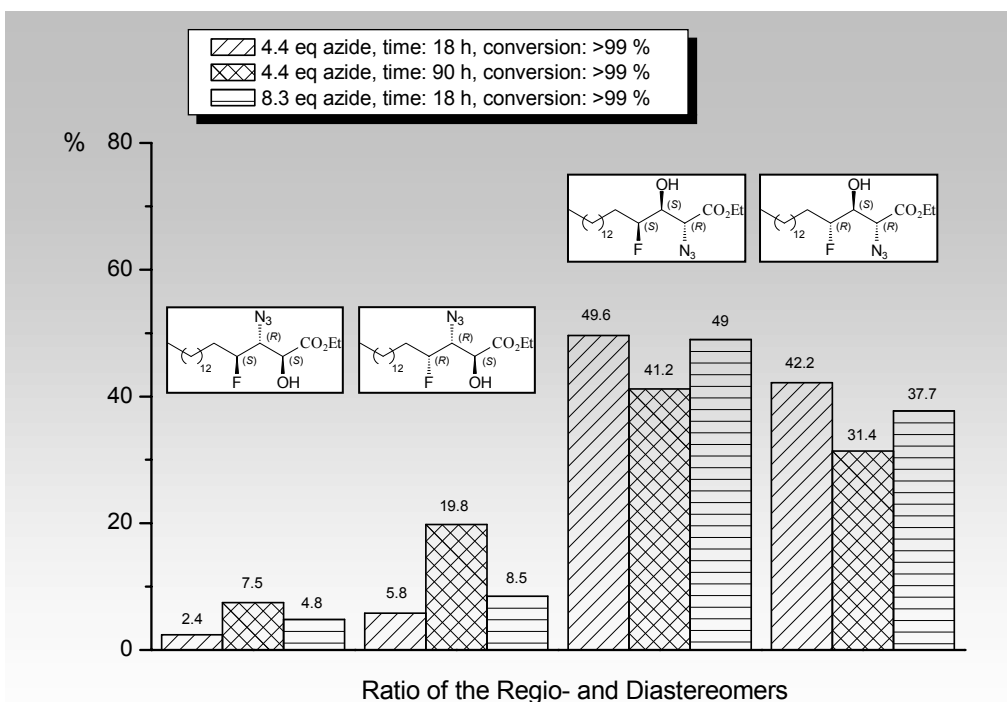 4.4 eq azide, time: 18 h, conversion: >99 %
4.4 eq azide, time: 90 h, conversion: >99 %
8.3 eq azide, time: 18 h, conversion: >99 %
%
80
60
40
20
0
N3
(R)
CO2Et
12
(S)
(S)
F
OH
N3
(R)
CO2Et
12
(R)
(S)
F
OH
OH
(S)
CO2Et
12
(S)
(R)
F
N3
OH
(S)
CO2Et
12
(R)
(R)
F
N3
2.4
7.5
4.8
5.8
19.8
8.5
49.6
41.2
49
42.2
31.4
37.7
Ratio of the Regio- and Diastereomers